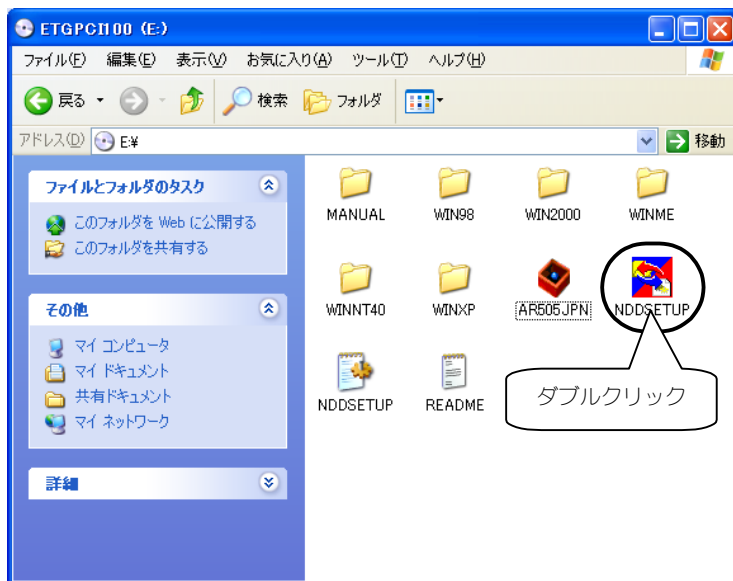 ETGPCI100 (E:)
ファイル(F) 編集(E) 表示(V) お気に入り(A) ツール(T) ヘルプ(H)
戻る 検索 フォルダ
アドレス(D) E:¥ 移動
ファイルとフォルダのタスク
このフォルダを Web に公開する
このフォルダを共有する
その他
マイ コンピュータ
マイ ドキュメント
共有ドキュメント
マイ ネットワーク
詳細
MANUAL WIN98 WIN2000 WINME
WINNT40 WINXP AR505JPN NDDSETUP
NDDSETUP README
ダブルクリック